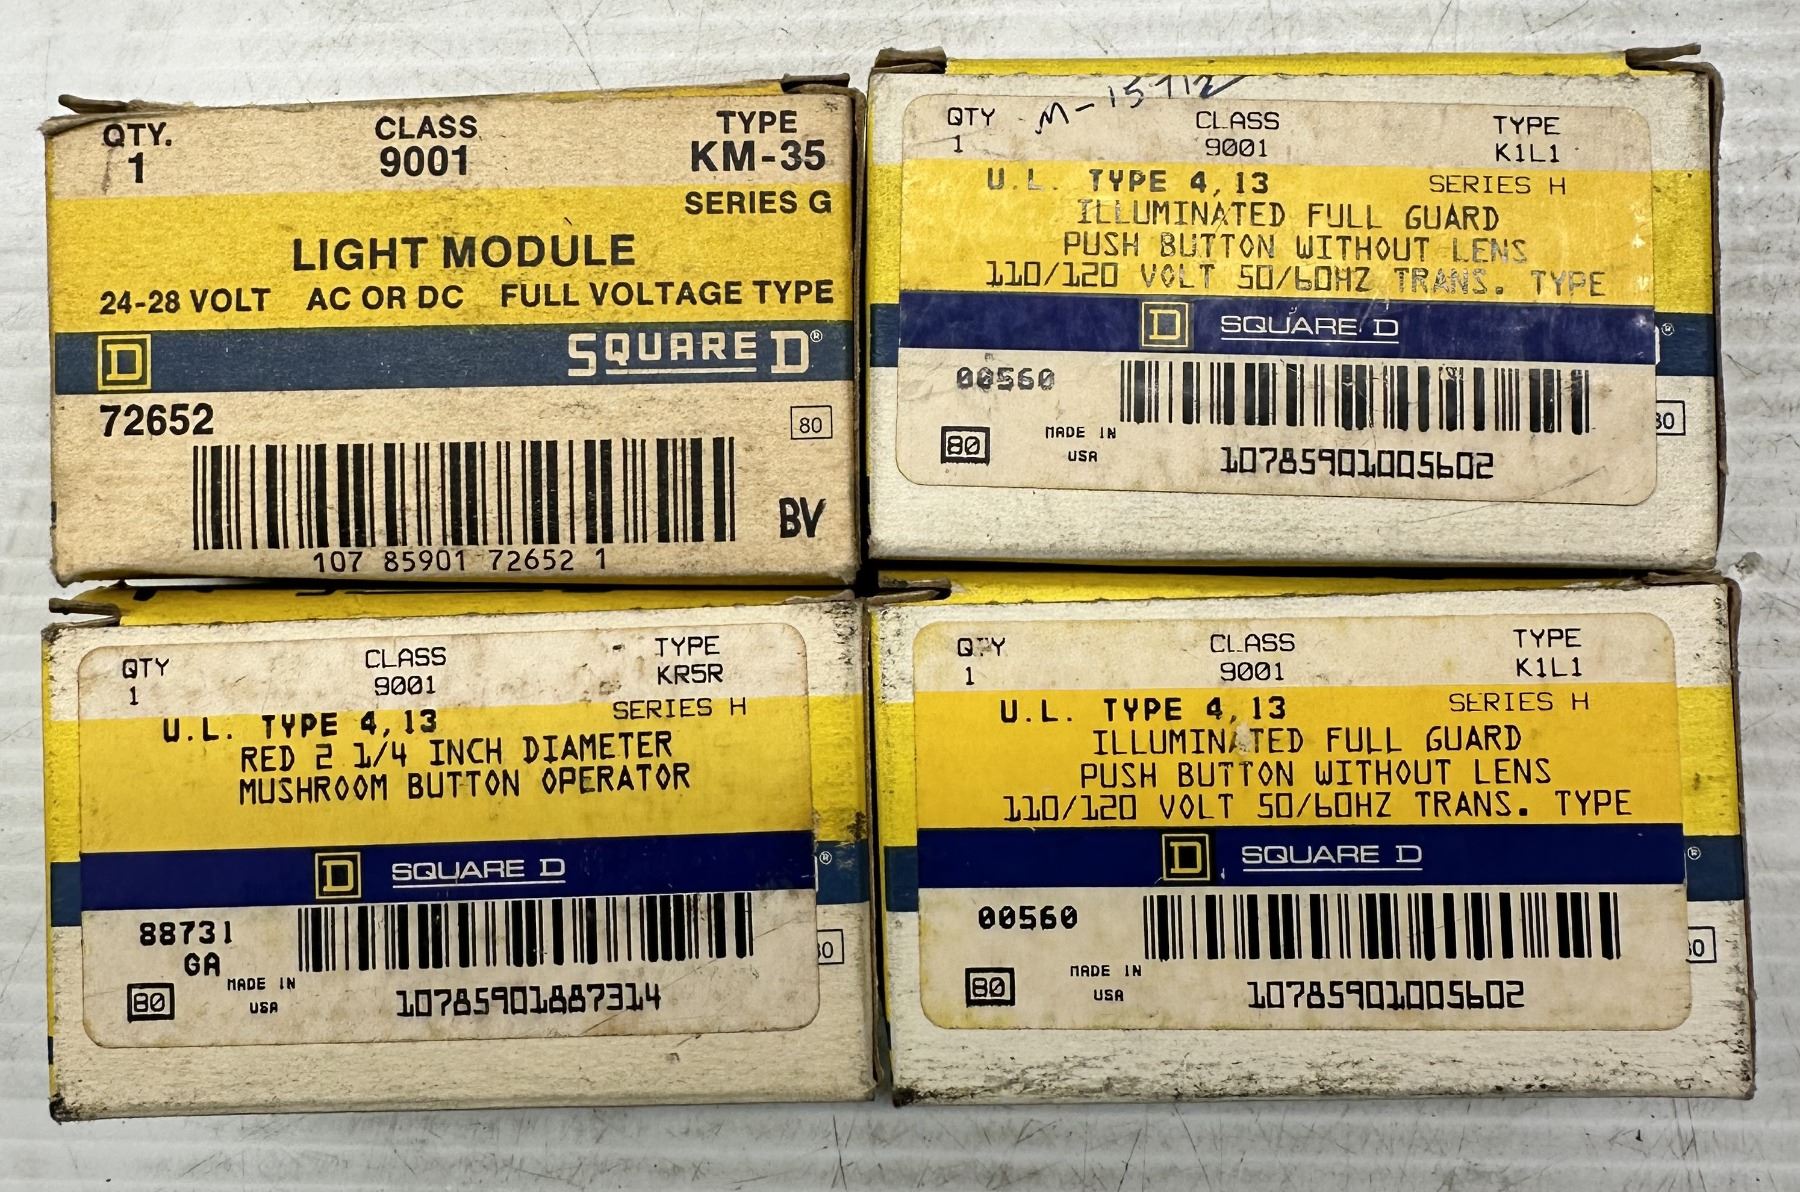 QTY. CLASS TYPE
1 9001 KM-35
SERIES G
LIGHT MODULE
24-28 VOLT AC OR DC FULL VOLTAGE TYPE
D SQUARE D®
72652 80
BV
107 85901 72652 1
M-15712
QTY CLASS TYPE
1 9001 K1L1
U.L. TYPE 4,13 SERIES H
ILLUMINATED FULL GUARD
PUSH BUTTON WITHOUT LENS
110/120 VOLT 50/60HZ TRANS. TYPE
D SQUARE D ®
00560
80 MADE IN
USA
10785901005602
80
QTY CLASS TYPE
1 9001 KR5R
U.L. TYPE 4,13 SERIES H
RED 2 1/4 INCH DIAMETER
MUSHROOM BUTTON OPERATOR
D SQUARE D ®
88731
GA
80 MADE IN
USA
10785901887314
80
QTY CLASS TYPE
1 9001 K1L1
U.L. TYPE 4,13 SERIES H
ILLUMINATED FULL GUARD
PUSH BUTTON WITHOUT LENS
110/120 VOLT 50/60HZ TRANS. TYPE
D SQUARE D ®
00560
80 MADE IN
USA
10785901005602
80